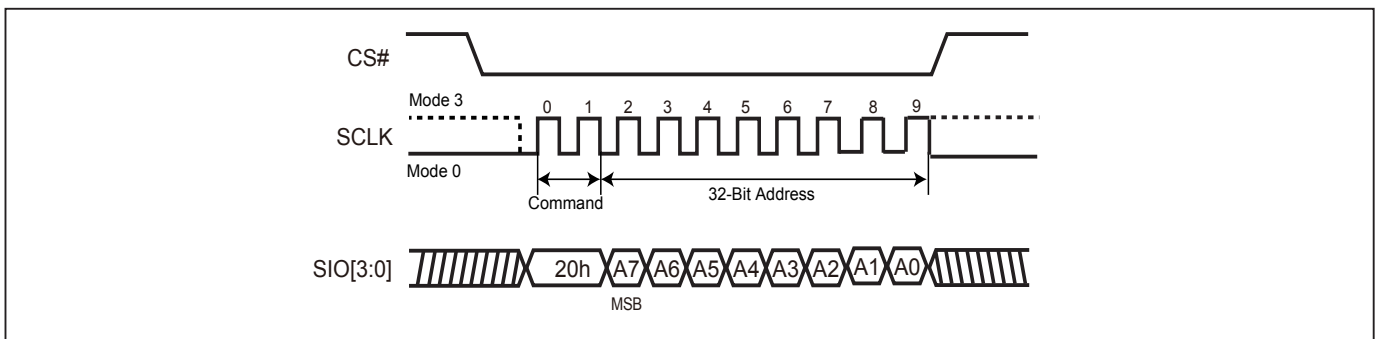 CS#
Mode 3
0 1 2 3 4 5 6 7 8 9
SCLK
Mode 0
Command
32-Bit Address
SIO[3:0]
20h A7 A6 A5 A4 A3 A2 A1 A0
MSB